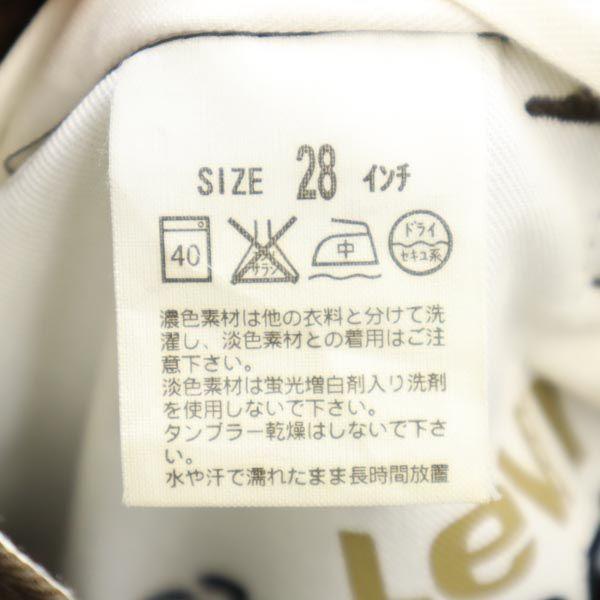 SIZE 28 インチ
40 サラシ 中 ドライ
セキユ系
濃色素材は他の衣料と分けて洗
濯し、淡色素材との着用はご注
意下さい。
淡色素材は蛍光増白剤入り洗剤
を使用しないで下さい。
タンブラー乾燥はしないで下さ
い。
水や汗で濡れたまま長時間放置
Levi